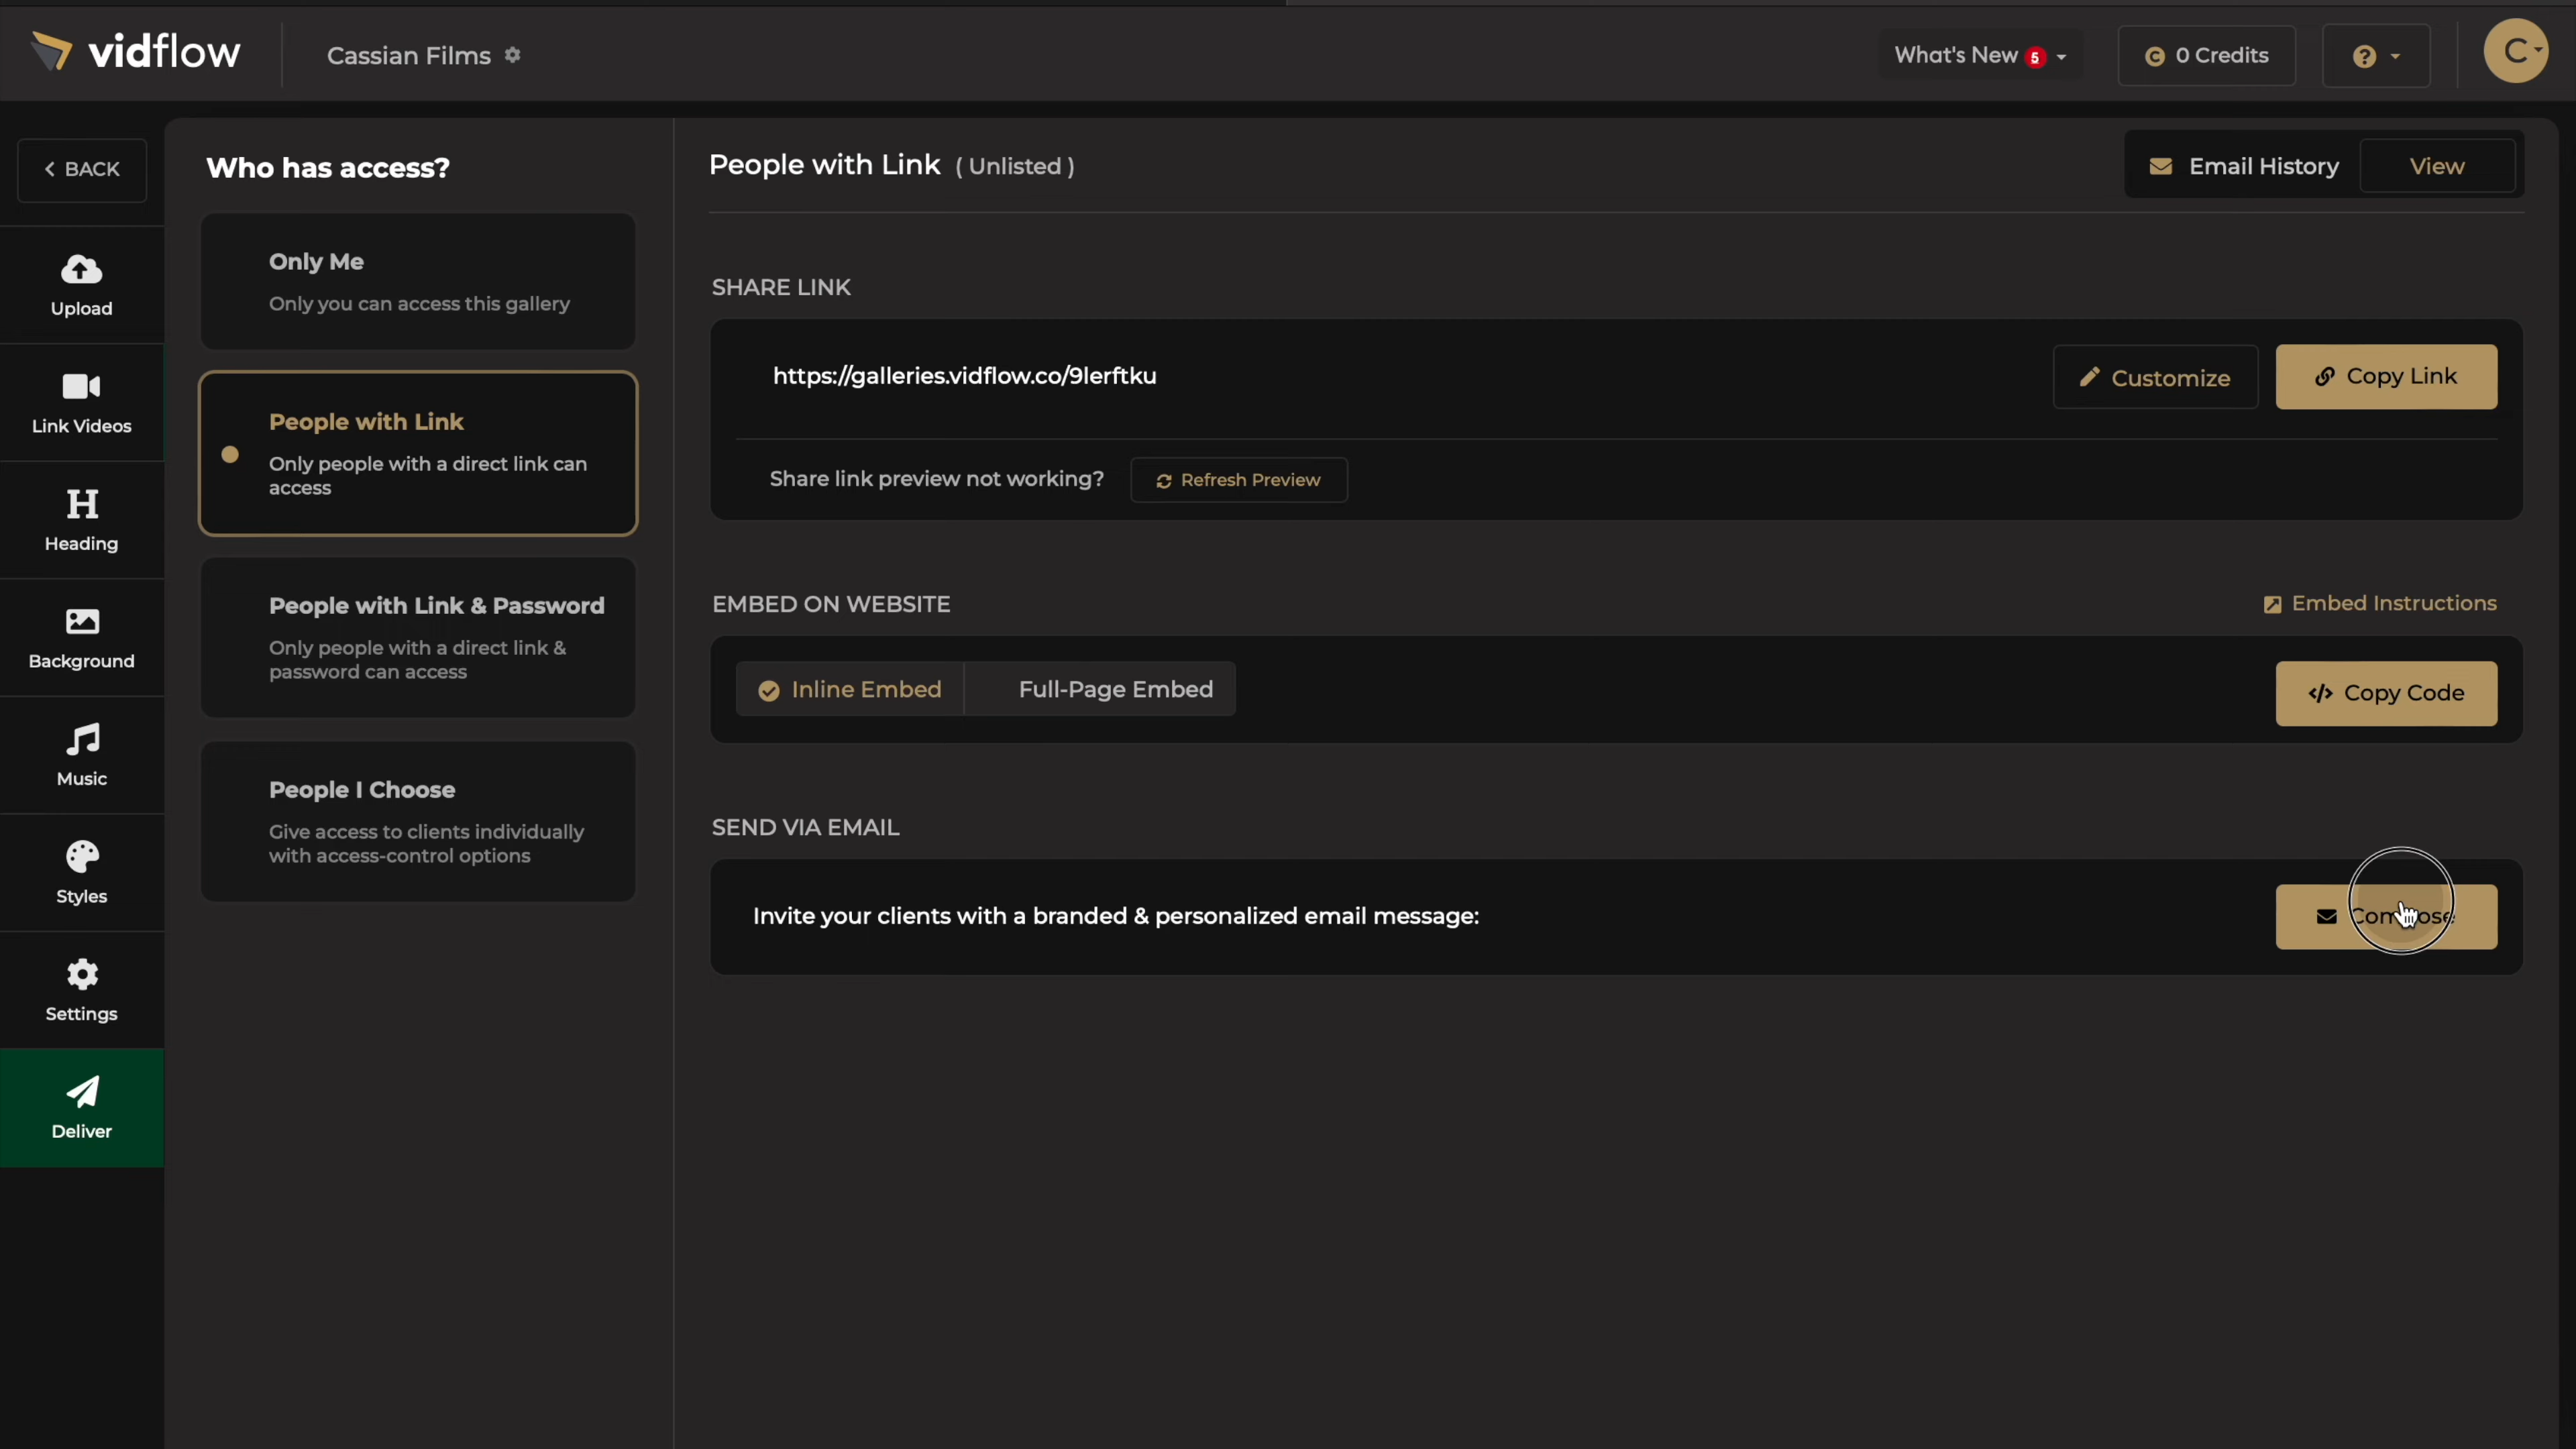 vidflow
Cassian Films
What's New 5
C 0 Credits
?
C
BACK
Upload
Link Videos
H
Heading
Background
Music
Styles
Settings
Deliver
Who has access?
Only Me
Only you can access this gallery
People with Link
Only people with a direct link can
access
People with Link & Password
Only people with a direct link &
password can access
People I Choose
Give access to clients individually
with access-control options
People with Link ( Unlisted )
Email History
View
SHARE LINK
https://galleries.vidflow.co/9lerftku
Customize
Copy Link
Share link preview not working?
Refresh Preview
EMBED ON WEBSITE
Embed Instructions
Inline Embed
Full-Page Embed
</> Copy Code
SEND VIA EMAIL
Invite your clients with a branded & personalized email message:
Compose